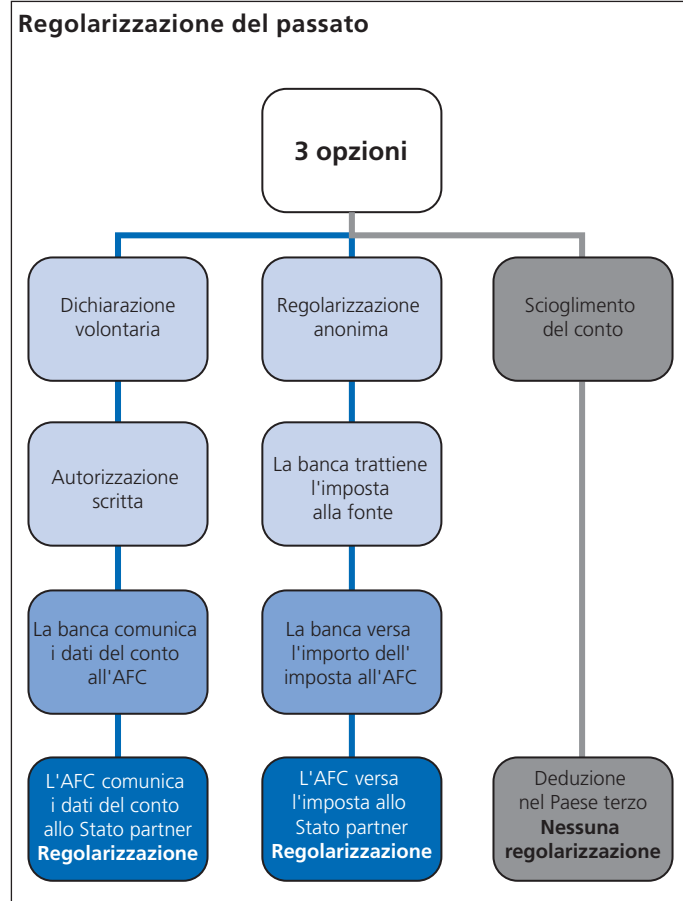 Regolarizzazione del passato
3 opzioni
Dichiarazione
volontaria
Regolarizzazione
anonima
Scioglimento
del conto
Autorizzazione
scritta
La banca trattiene
l'imposta
alla fonte
La banca comunica
i dati del conto
all'AFC
La banca versa
l'importo dell'
imposta all'AFC
L'AFC comunica
i dati del conto
allo Stato partner
Regolarizzazione
L'AFC versa
l'imposta allo
Stato partner
Regolarizzazione
Deduzione
nel Paese terzo
Nessuna
regolarizzazione